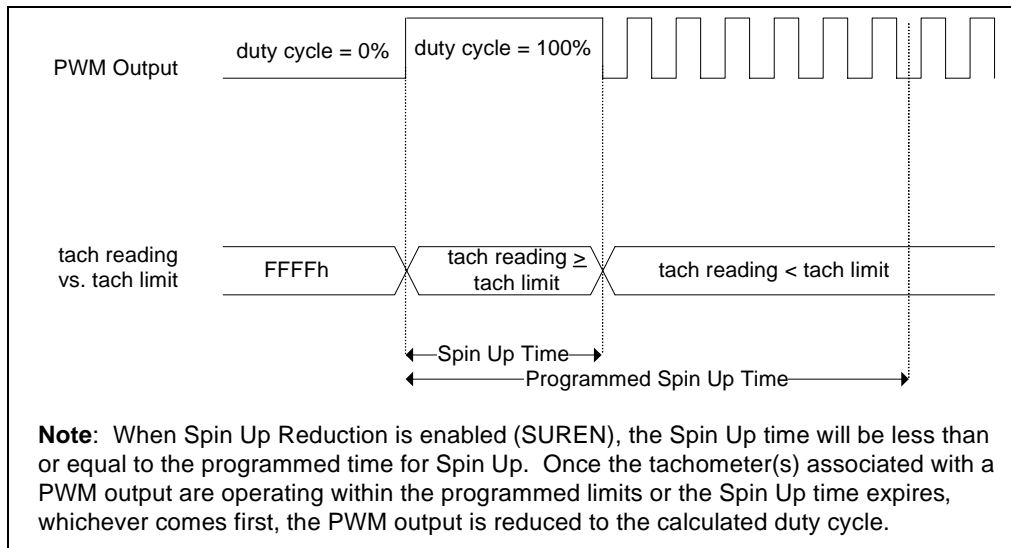 duty cycle = 0%
duty cycle = 100%
PWM Output
tach reading
vs. tach limit
FFFFh
tach reading ≥
tach limit
tach reading < tach limit
Spin Up Time
Programmed Spin Up Time
Note: When Spin Up Reduction is enabled (SUREN), the Spin Up time will be less than
or equal to the programmed time for Spin Up. Once the tachometer(s) associated with a
PWM output are operating within the programmed limits or the Spin Up time expires,
whichever comes first, the PWM output is reduced to the calculated duty cycle.